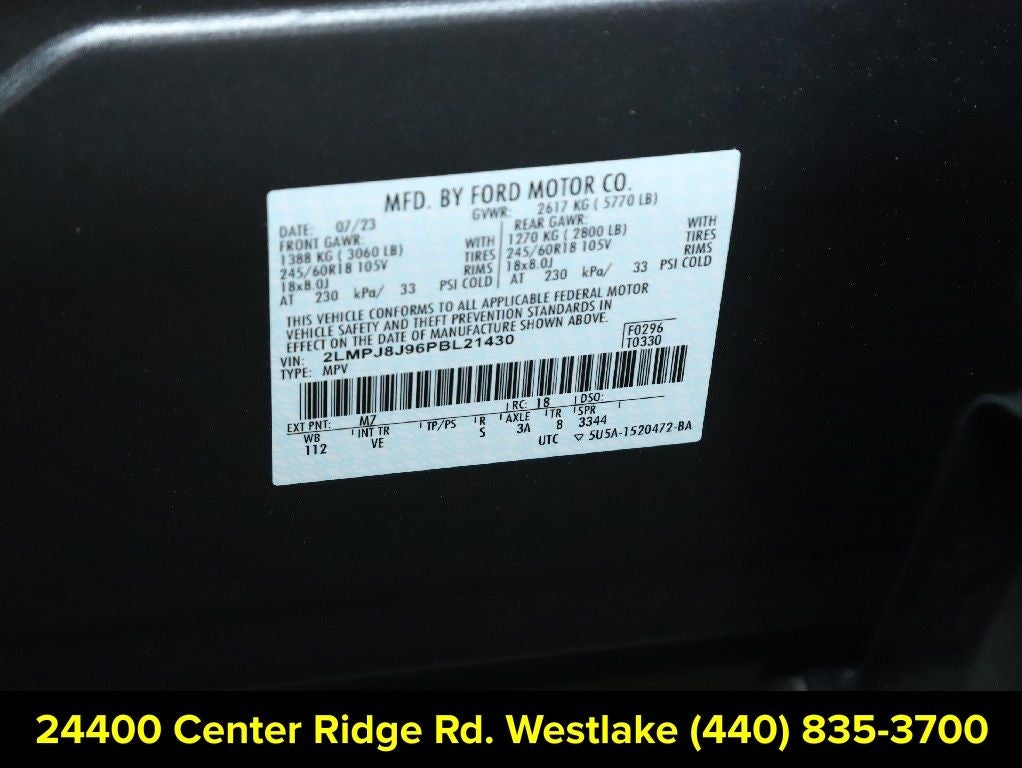 MFD. BY FORD MOTOR CO.
DATE: 07/23 GVWR: 2617 KG ( 5770 LB)
FRONT GAWR: REAR GAWR:
1388 KG ( 3060 LB) WITH 1270 KG ( 2800 LB) WITH
245/60R18 105V TIRES 245/60R18 105V TIRES
18x8.0J RIMS 18x8.0J RIMS
AT 230 kPa/ 33 PSI COLD AT 230 kPa/ 33 PSI COLD
THIS VEHICLE CONFORMS TO ALL APPLICABLE FEDERAL MOTOR
VEHICLE SAFETY AND THEFT PREVENTION STANDARDS IN
EFFECT ON THE DATE OF MANUFACTURE SHOWN ABOVE.
VIN: 2LMPJ8J96PBL21430 F0296
TYPE: MPV T0330
EXT PNT: M7 RC: 18 DSO:
WB INT TR TP/PS R AXLE TR SPR
112 VE S 3A 8 3344
UTC ▽ 5U5A-1520472-BA
24400 Center Ridge Rd. Westlake (440) 835-3700